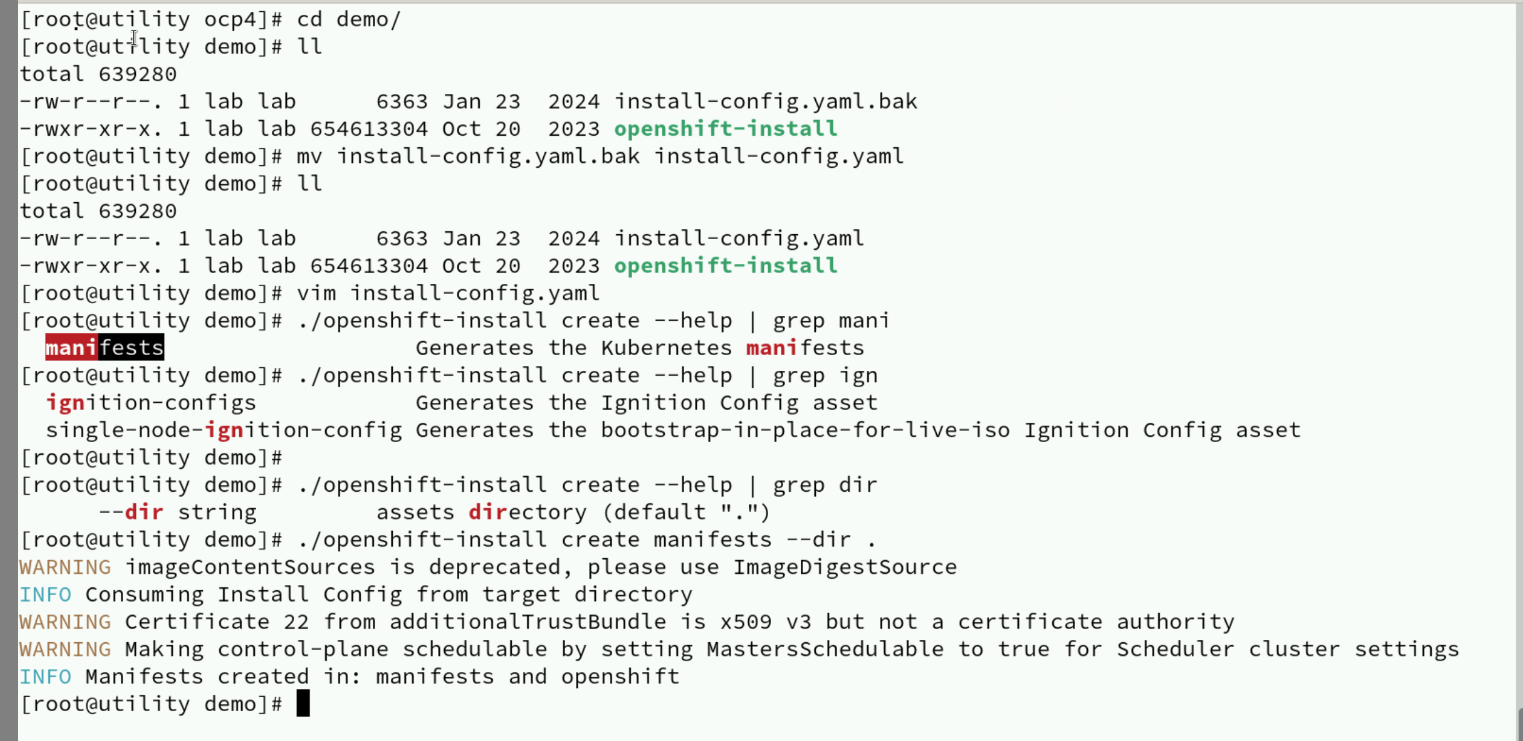 [root@utility ocp4]# cd demo/
[root@utility demo]# ll
total 639280
-rw-r--r--. 1 lab lab      6363 Jan 23  2024 install-config.yaml.bak
-rwxr-xr-x. 1 lab lab 654613304 Oct 20  2023 openshift-install
[root@utility demo]# mv install-config.yaml.bak install-config.yaml
[root@utility demo]# ll
total 639280
-rw-r--r--. 1 lab lab      6363 Jan 23  2024 install-config.yaml
-rwxr-xr-x. 1 lab lab 654613304 Oct 20  2023 openshift-install
[root@utility demo]# vim install-config.yaml
[root@utility demo]# ./openshift-install create --help | grep mani
  manifests                   Generates the Kubernetes manifests
[root@utility demo]# ./openshift-install create --help | grep ign
  ignition-configs            Generates the Ignition Config asset
  single-node-ignition-config Generates the bootstrap-in-place-for-live-iso Ignition Config asset
[root@utility demo]#
[root@utility demo]# ./openshift-install create --help | grep dir
      --dir string         assets directory (default ".")
[root@utility demo]# ./openshift-install create manifests --dir .
WARNING imageContentSources is deprecated, please use ImageDigestSource
INFO Consuming Install Config from target directory
WARNING Certificate 22 from additionalTrustBundle is x509 v3 but not a certificate authority
WARNING Making control-plane schedulable by setting MastersSchedulable to true for Scheduler cluster settings
INFO Manifests created in: manifests and openshift
[root@utility demo]#